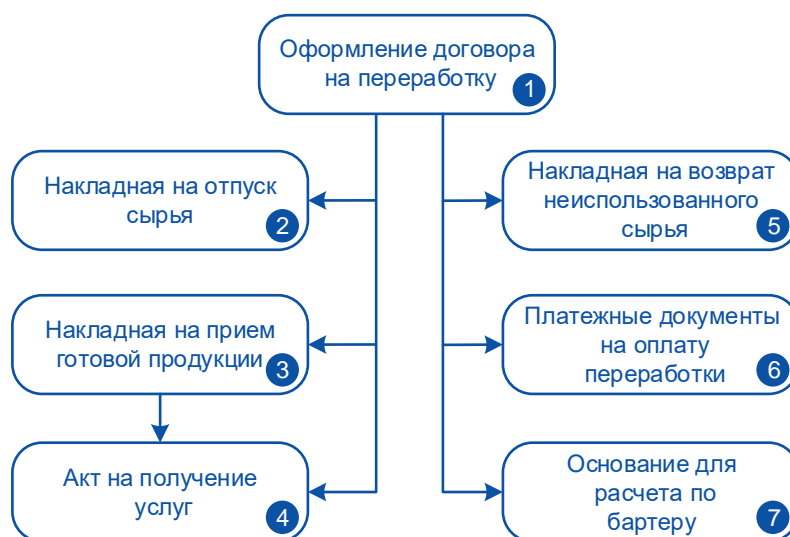 Оформление договора
на переработку
1
Накладная на отпуск
сырья
2
Накладная на прием
готовой продукции
3
Акт на получение
услуг
4
Накладная на возврат
неиспользованного
сырья
5
Платежные документы
на оплату
переработки
6
Основание для
расчета по
бартеру
7